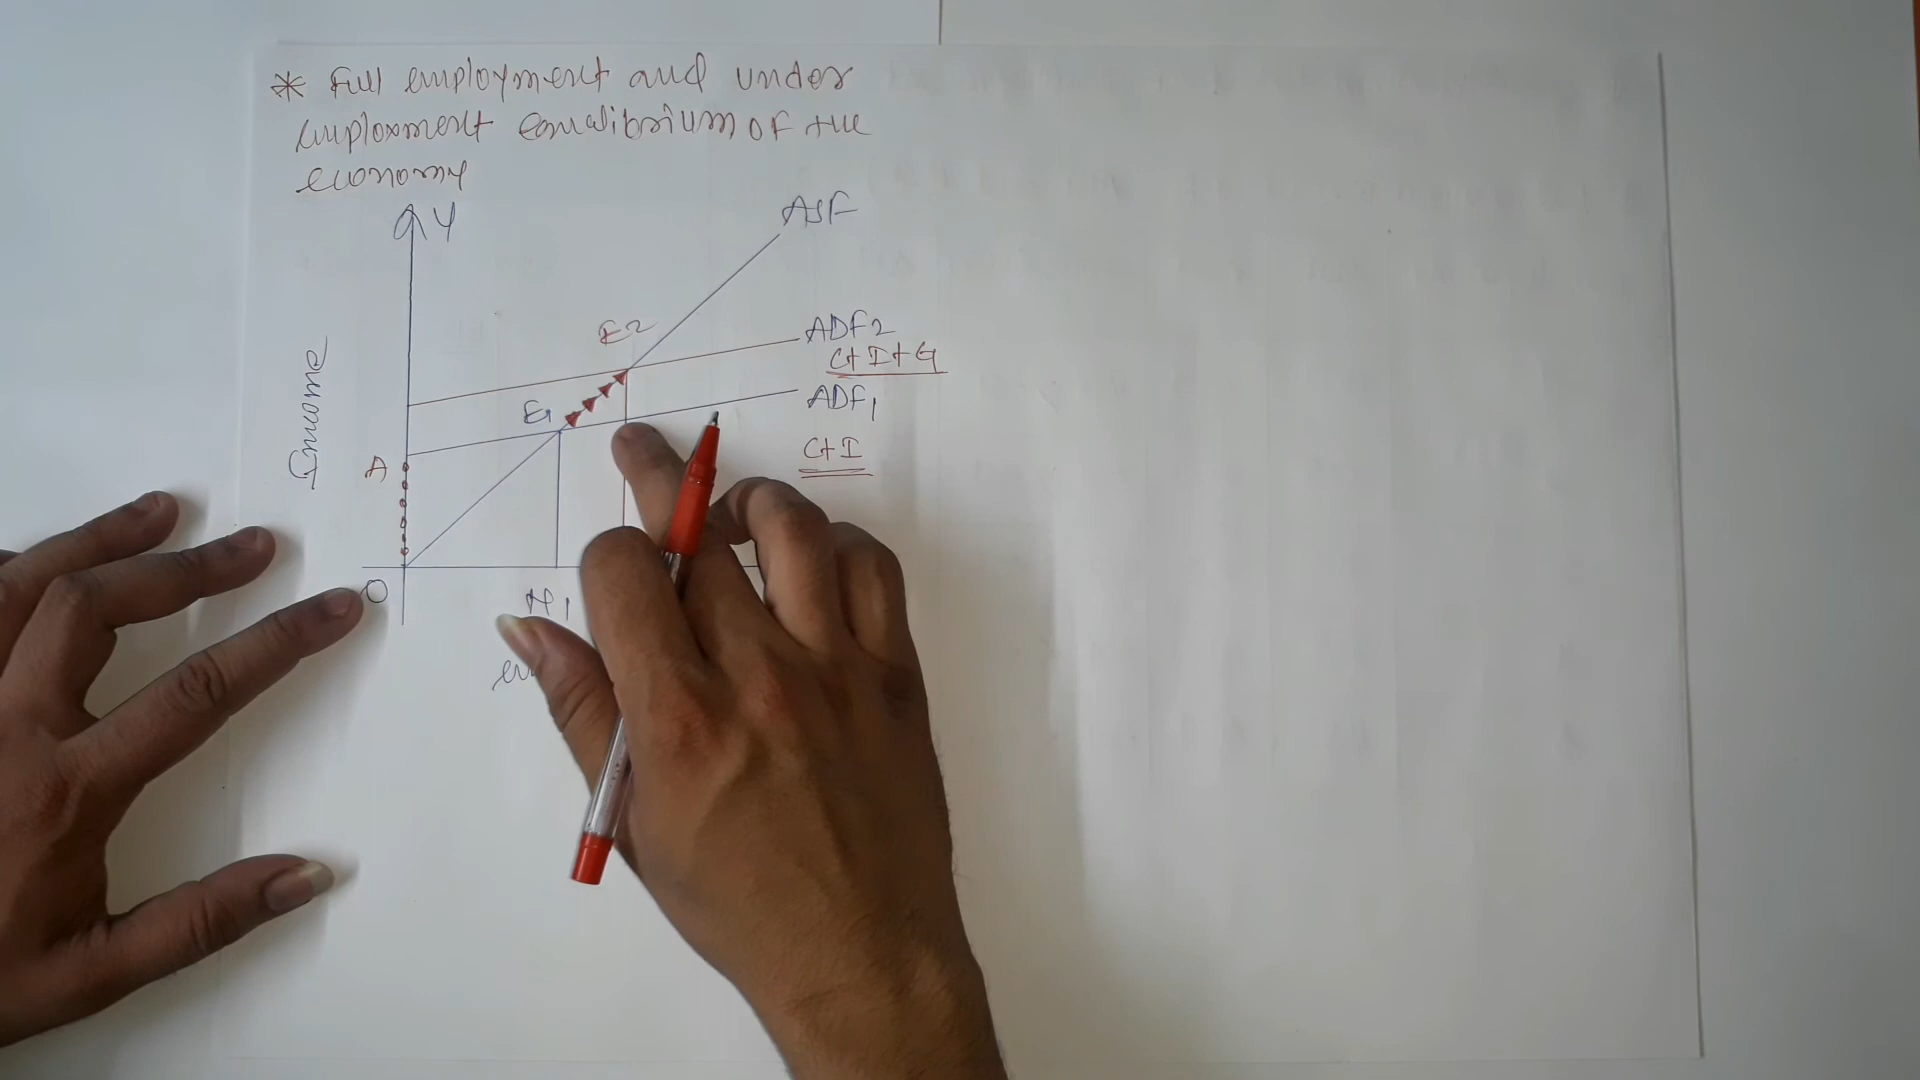 * Full employment and under
employment equilibrium of the
economy
Y
ASF
E2
ADF2
C+I+G
E1
ADF1
Income
A
C+I
O
N1